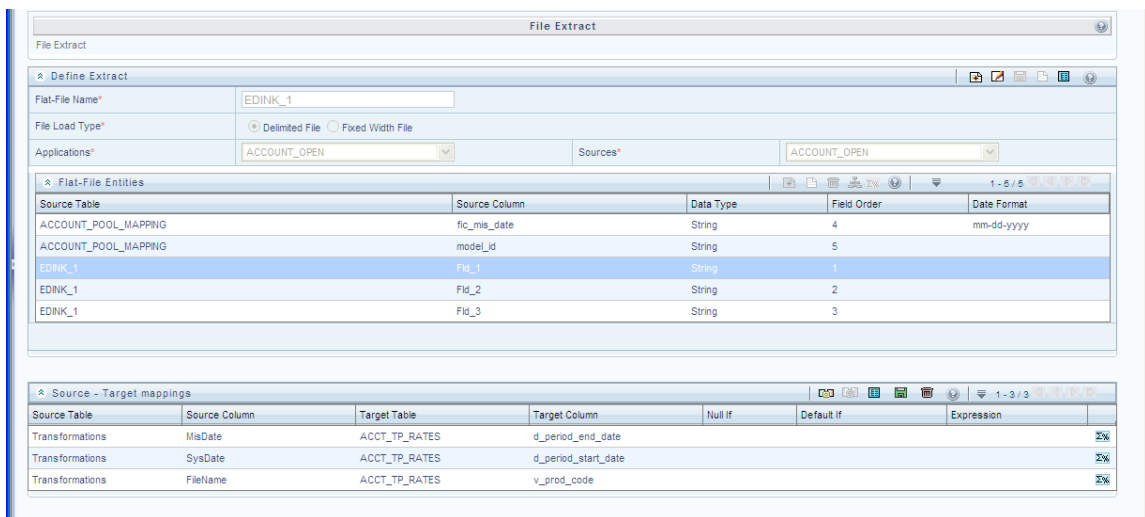 File Extract
File Extract
Define Extract
Flat-File Name* EDINK_1
File Load Type* Delimited File Fixed Width File
Applications* ACCOUNT_OPEN Sources* ACCOUNT_OPEN
Flat-File Entities 1 - 5 / 5
Source Table Source Column Data Type Field Order Date Format
ACCOUNT_POOL_MAPPING fic_mis_date String 4 mm-dd-yyyy
ACCOUNT_POOL_MAPPING model_id String 5
EDINK_1 Fld_1 String 1
EDINK_1 Fld_2 String 2
EDINK_1 Fld_3 String 3
Source - Target mappings 1 - 3 / 3
Source Table Source Column Target Table Target Column Null If Default If Expression
Transformations MisDate ACCT_TP_RATES d_period_end_date Σ%
Transformations SysDate ACCT_TP_RATES d_period_start_date Σ%
Transformations FileName ACCT_TP_RATES v_prod_code Σ%